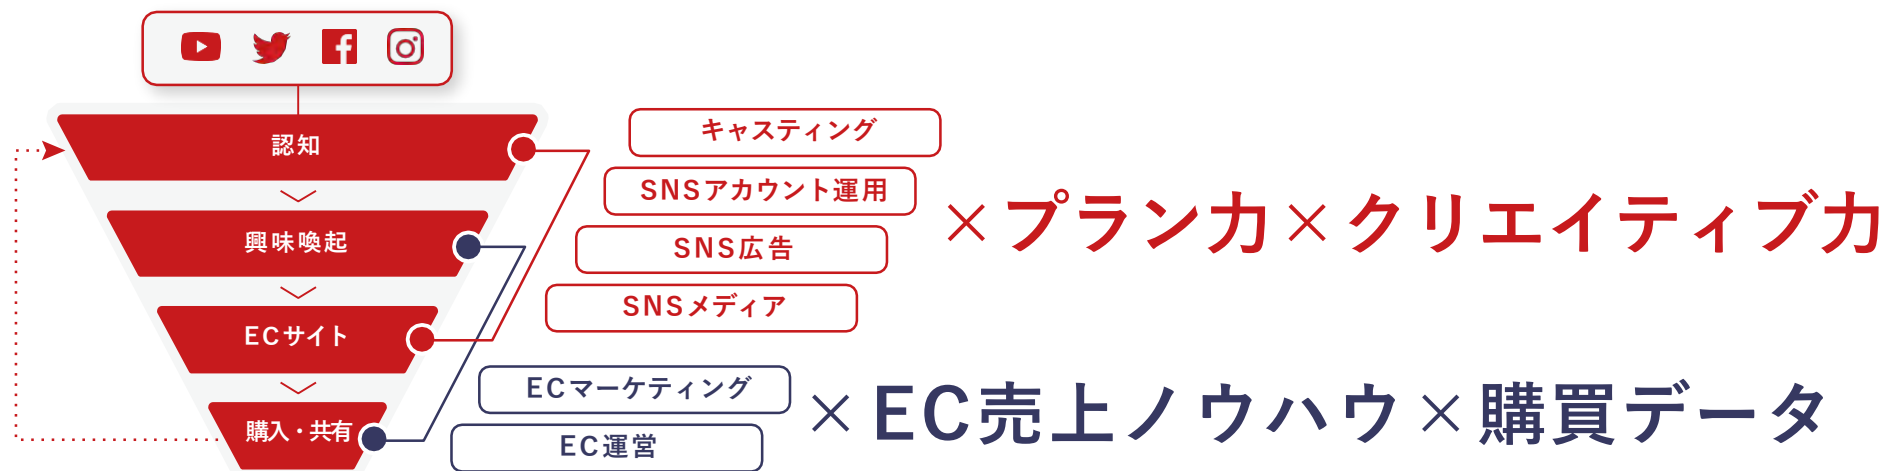 認知
興味喚起
ECサイト
購入・共有
キャスティング
SNSアカウント運用
SNS広告
SNSメディア
×プランカ×クリエイティブ力
ECマーケティング
EC運営
×EC売上ノウハウ×購買データ